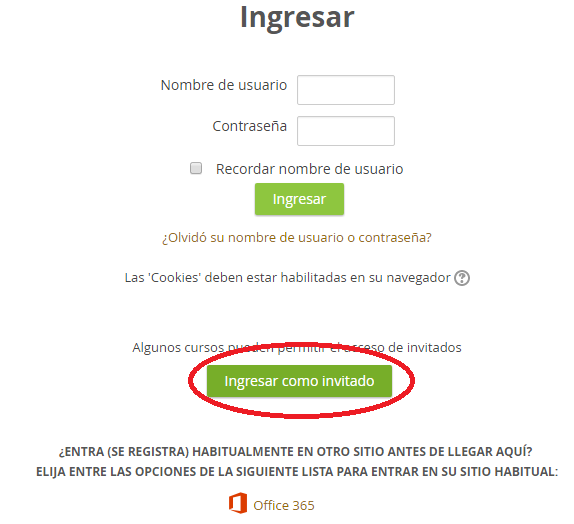 Ingresar
Nombre de usuario
Contraseña
Recordar nombre de usuario
Ingresar
¿Olvidó su nombre de usuario o contraseña?
Las 'Cookies' deben estar habilitadas en su navegador ?
Algunos cursos pueden permitir el acceso de invitados
Ingresar como invitado
¿ENTRA (SE REGISTRA) HABITUALMENTE EN OTRO SITIO ANTES DE LLEGAR AQUÍ?
ELIJA ENTRE LAS OPCIONES DE LA SIGUIENTE LISTA PARA ENTRAR EN SU SITIO HABITUAL:
Office 365